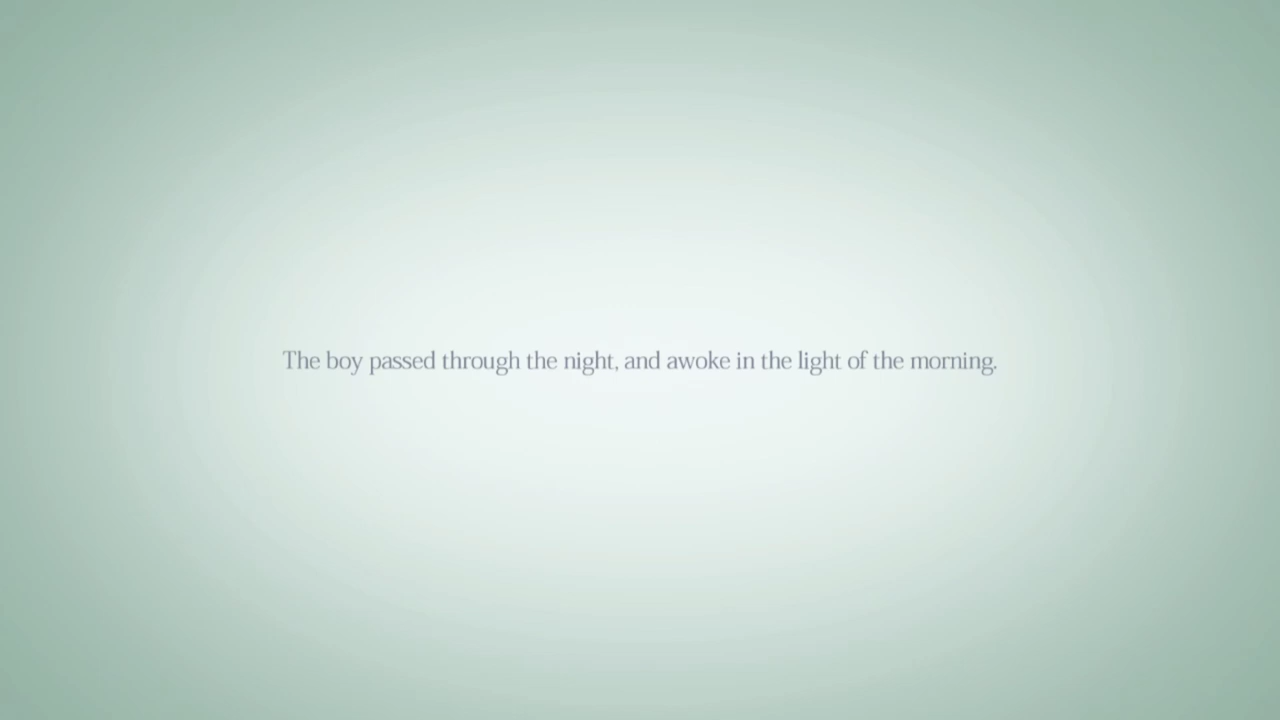 The boy passed through the night, and awoke in the light of the morning.